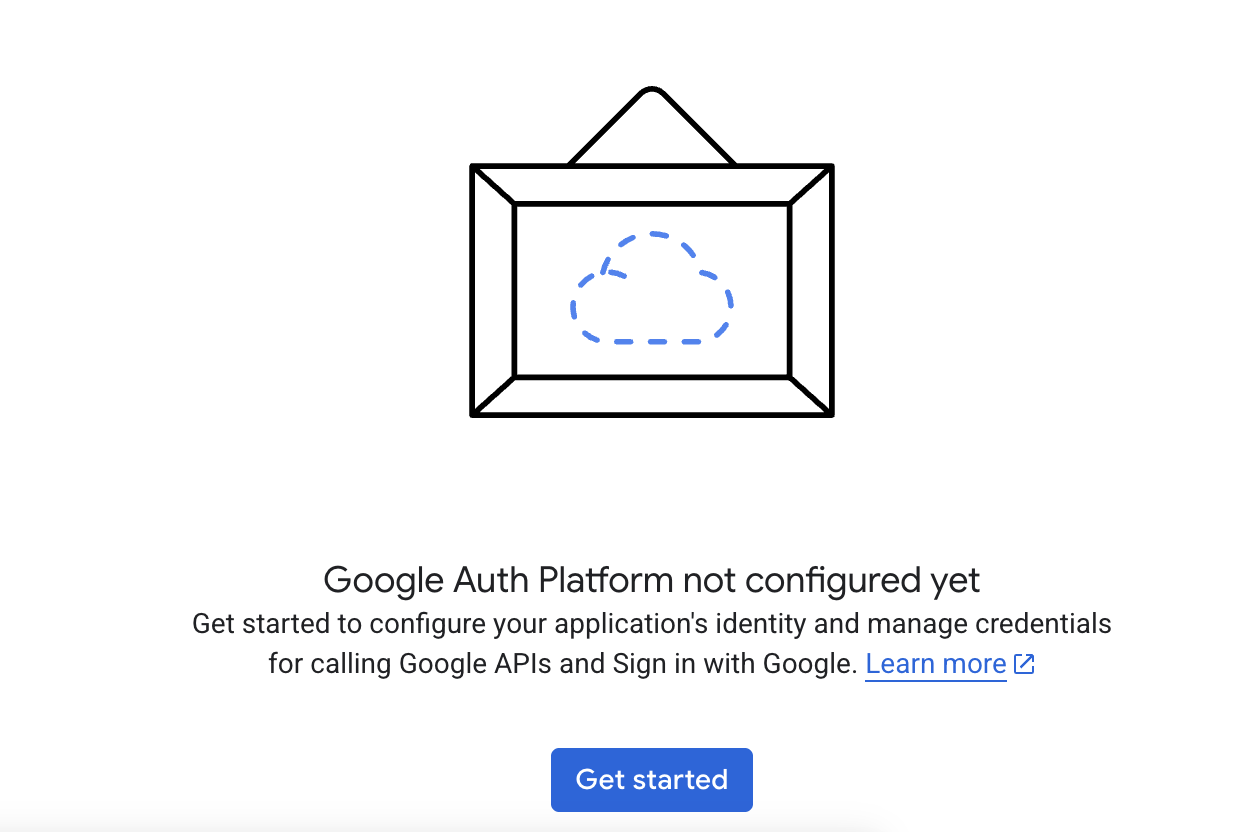 Google Auth Platform not configured yet
Get started to configure your application's identity and manage credentials
for calling Google APIs and Sign in with Google. Learn more
Get started